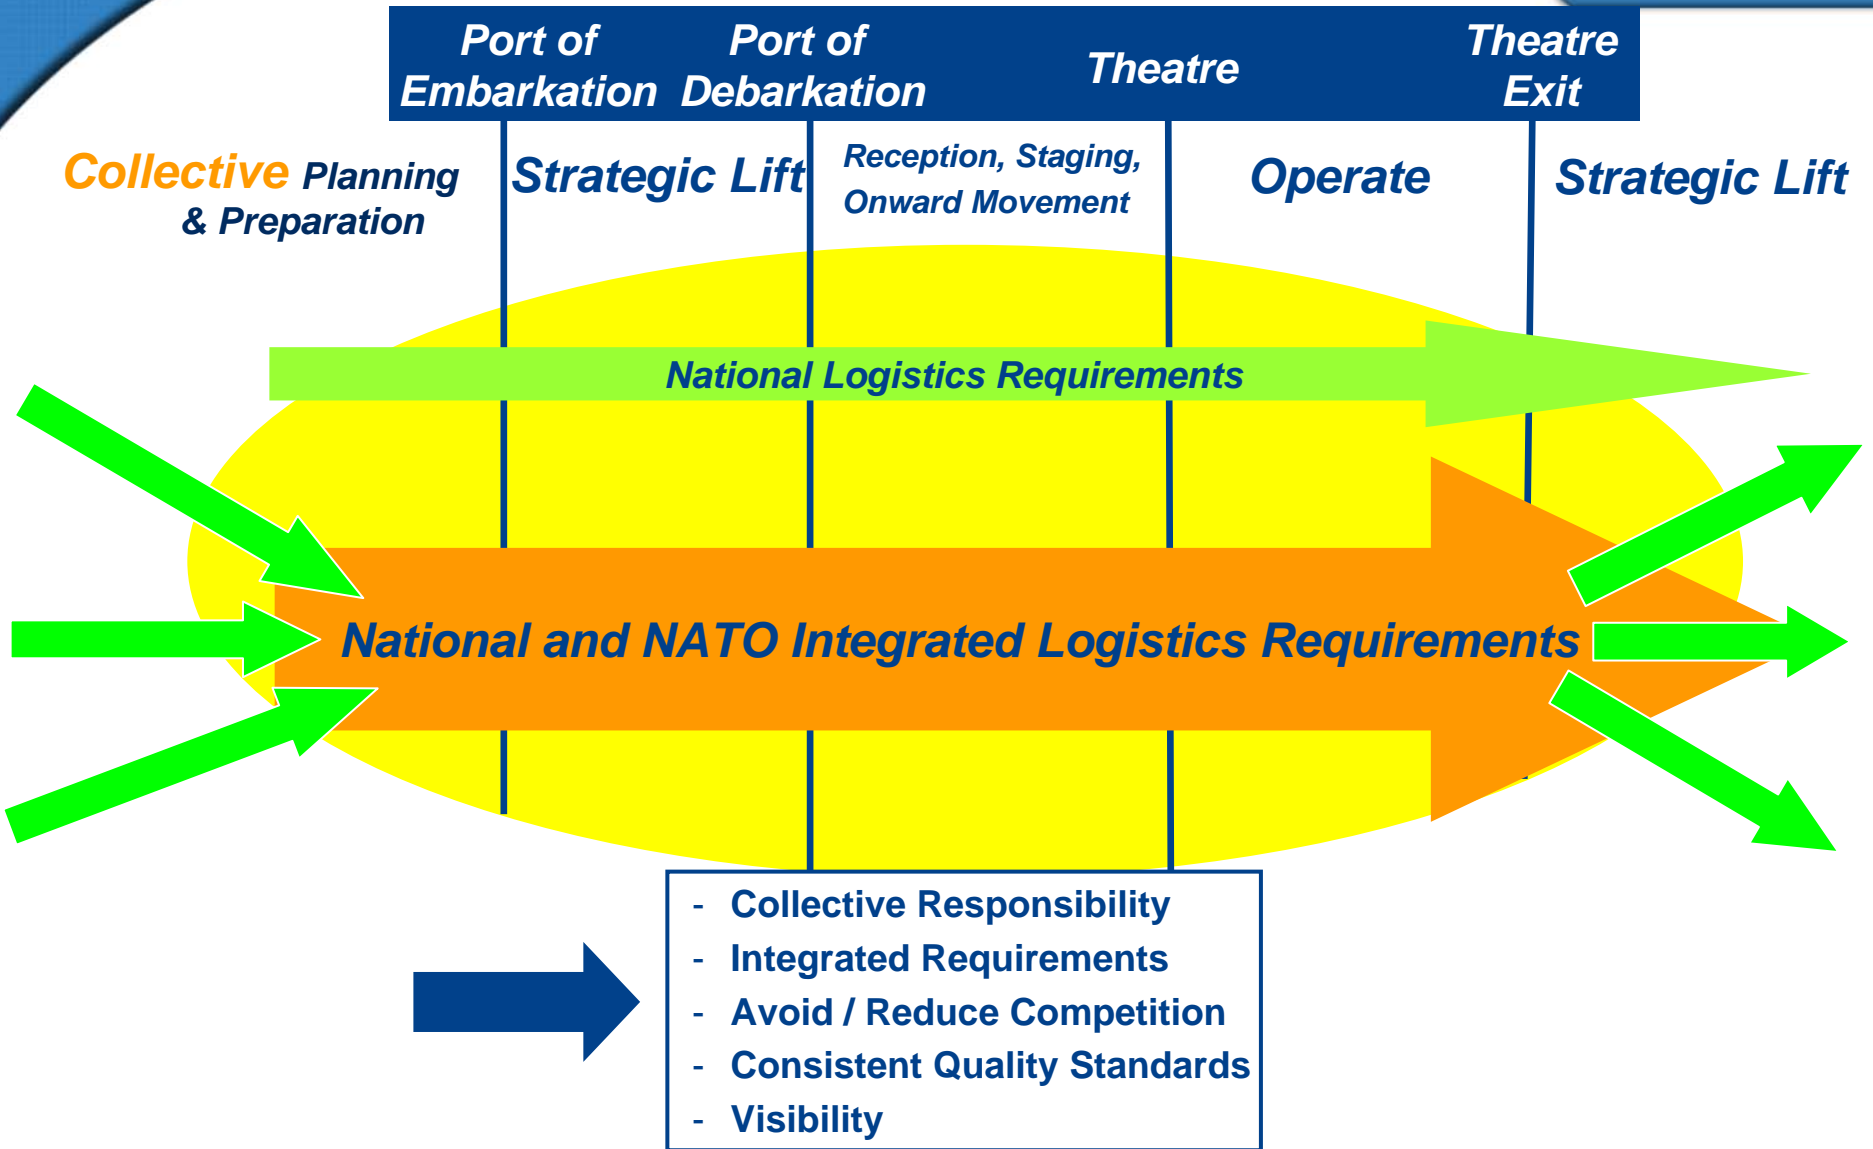 Port of
Embarkation
Port of
Debarkation
Theatre
Theatre
Exit
Collective Planning
& Preparation
Strategic Lift
Reception, Staging,
Onward Movement
Operate
Strategic Lift
National Logistics Requirements
National and NATO Integrated Logistics Requirements
- Collective Responsibility
- Integrated Requirements
- Avoid / Reduce Competition
- Consistent Quality Standards
- Visibility